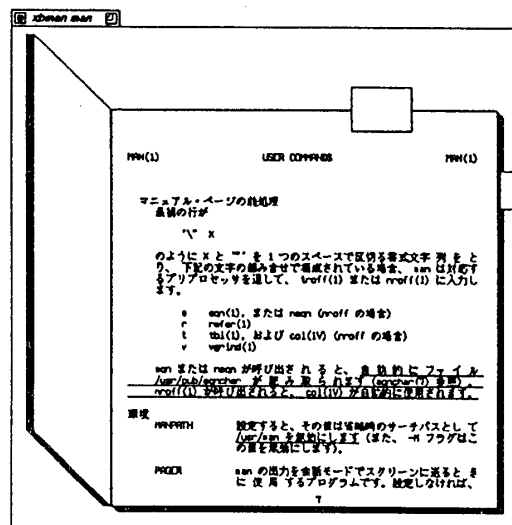 xbman man
MAN(1) USER COMMANDS MAN(1)
マニュアル・ページの前処理
最初の行が
'\" X
のように X と '"' を 1 つのスペースで区切る書式文字 列 を と
り、 下記の文字の組み合せで構成されている場合、 man は対応す
るプリプロセッサを通して、 troff(1) または nroff(1) に入力し
ます。
e eqn(1), または neqn (nroff の場合)
r refer(1)
t tbl(1), および col(1V) (nroff の場合)
v vgrind(1)
eqn または neqn が呼び出さ れ る と、 自 動 的 に ファ イ ル
/usr/pub/eqnchar が 読 み 取 ら れ ま す (eqnchar(7) 参照)。
nroff(1) が呼び出されると、 col(1V) が自動的に使用されます。
環境
MANPATH 設定すると、その値は省略時のサーチパスとし て
/usr/man を無効にします (また、 -M フラグはこ
の値を無効にします)。
PAGER man の出力を会話モードでスクリーンに送ると き
に 使 用 するプログラムです。設定しなければ、
7